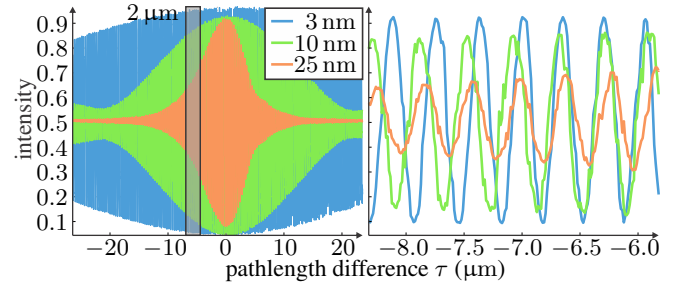 2 μm
3 nm
10 nm
25 nm
intensity
0.9
0.8
0.7
0.6
0.5
0.4
0.3
0.2
0.1
−20 −10 0 10 20
−8.0 −7.5 −7.0 −6.5 −6.0
pathlength difference τ (μm)